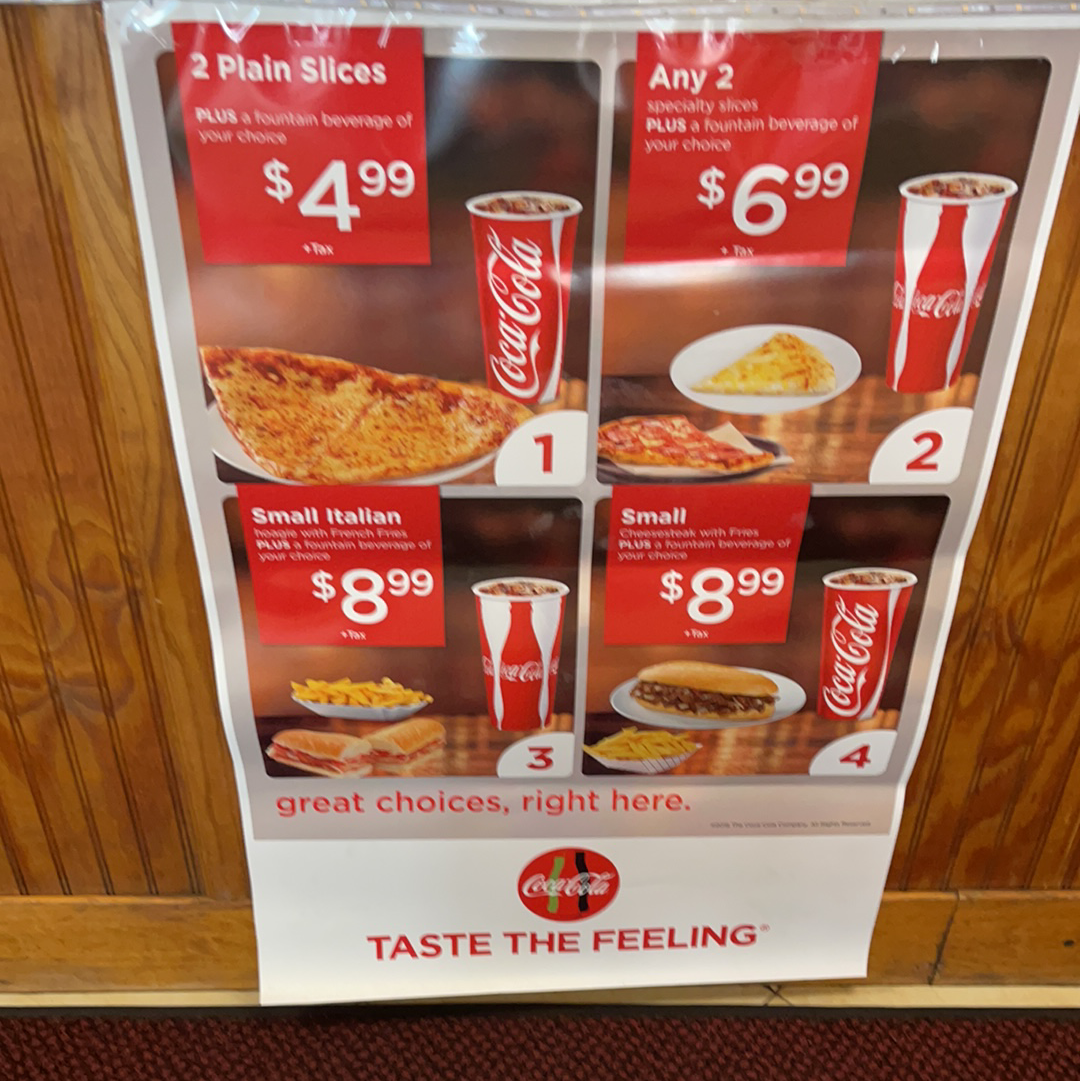 2 Plain Slices
PLUS a fountain beverage of
your choice
$4.99
+Tax
Coca-Cola
1
Any 2
specialty slices
PLUS a fountain beverage of
your choice
$6.99
+ Tax
Coca-Cola
2
Small Italian
hoagie with French Fries
PLUS a fountain beverage of
your choice
$8.99
+Tax
Coca-Cola
3
Small
Cheesesteak with Fries
PLUS a fountain beverage of
your choice
$8.99
+Tax
Coca-Cola
4
great choices, right here.
Coca-Cola
TASTE THE FEELING®